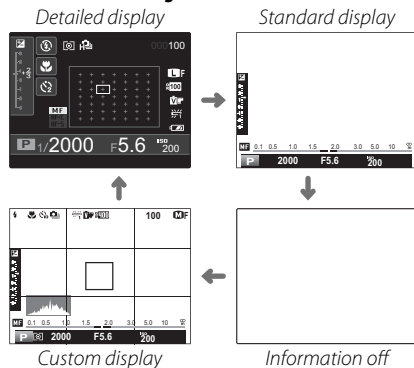 Detailed display
Standard display
000100
L F
100
MF
P 1/2000 F5.6 ISO 200
MF 0.1 0.5 1.0 1.5 2.0 3.0 5.0 10
P 2000 F5.6 ISO 200
100 F
MF 0.1 0.5 1.0 1.5 2.0 3.0 5.0 10
P 2000 F5.6 ISO 200
Custom display
Information off